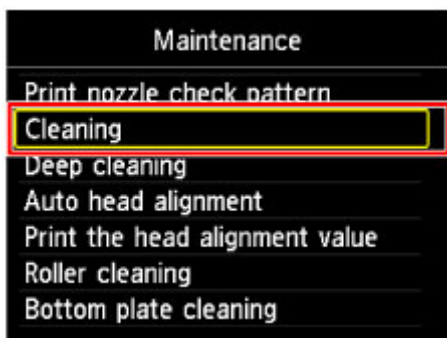 Maintenance
Print nozzle check pattern
Cleaning
Deep cleaning
Auto head alignment
Print the head alignment value
Roller cleaning
Bottom plate cleaning